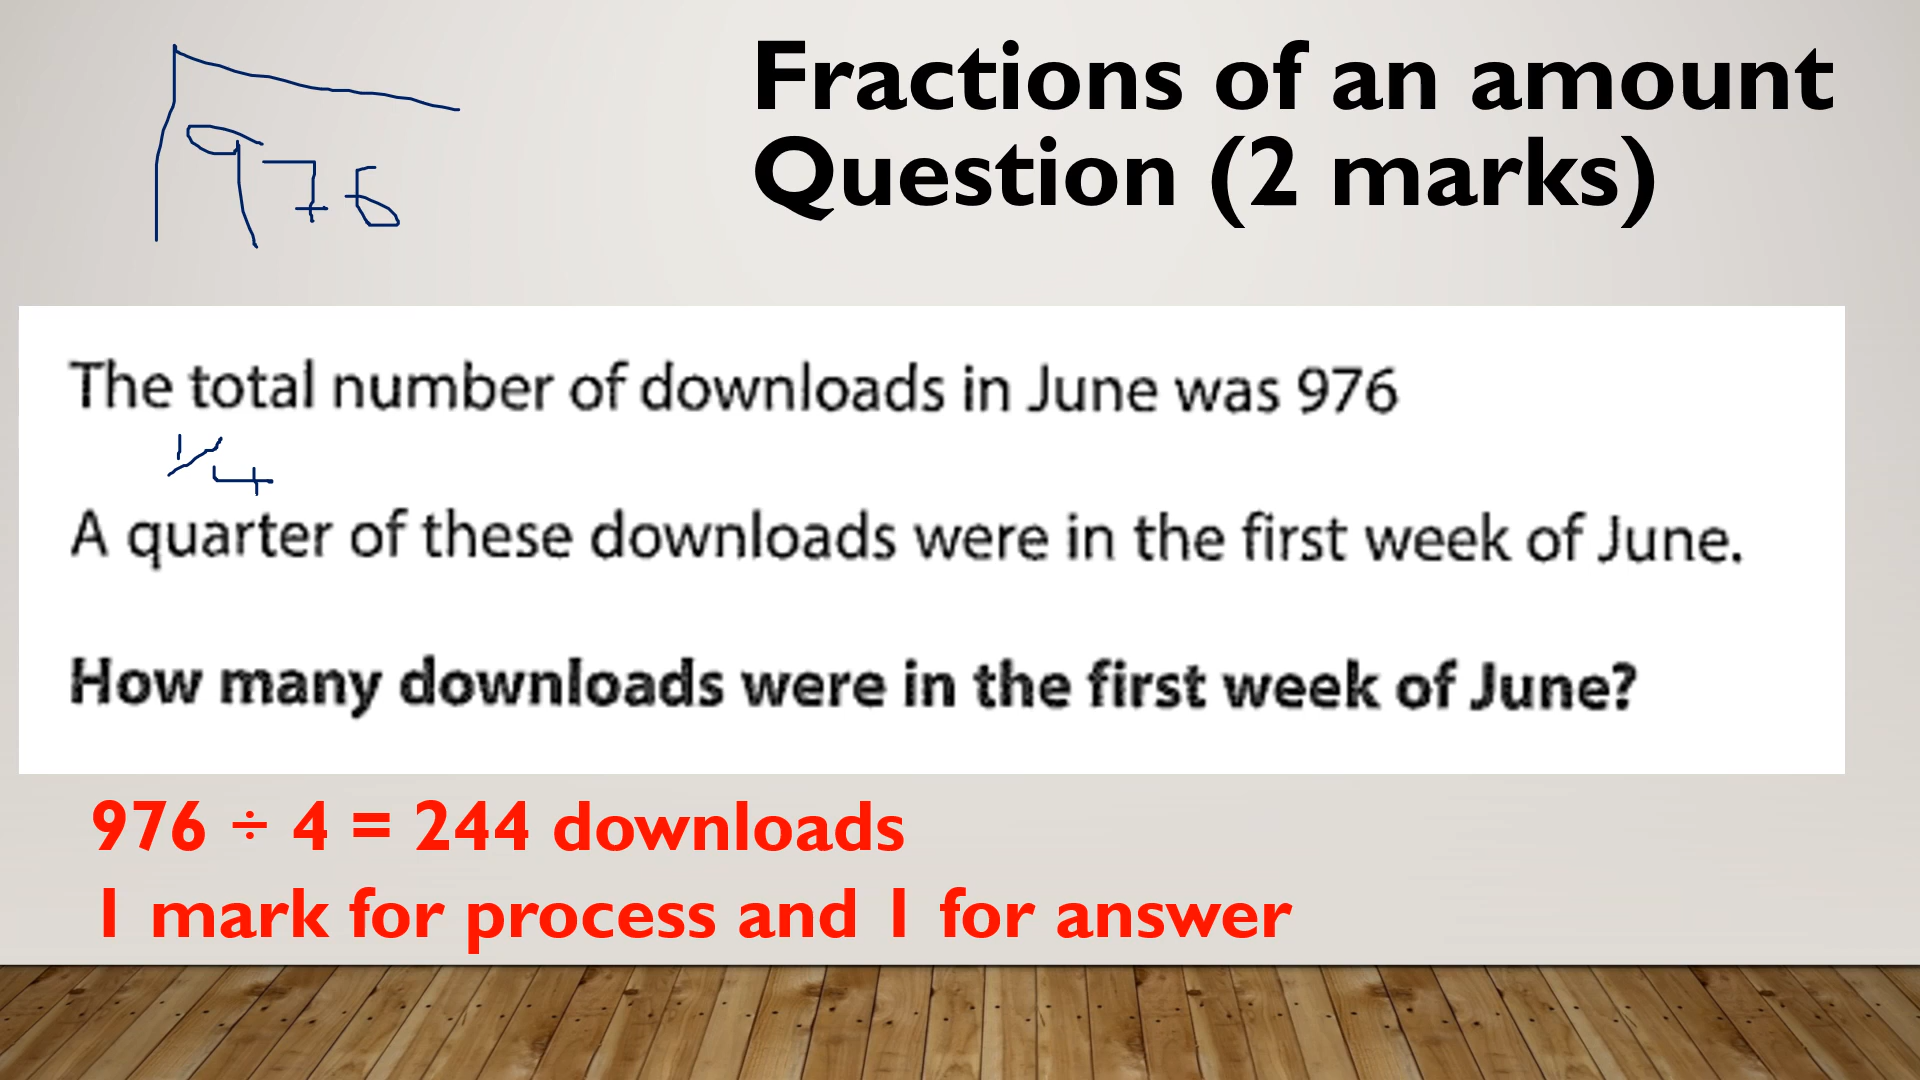 976
Fractions of an amount
Question (2 marks)
The total number of downloads in June was 976
1/4
A quarter of these downloads were in the first week of June.
How many downloads were in the first week of June?
976 ÷ 4 = 244 downloads
1 mark for process and 1 for answer